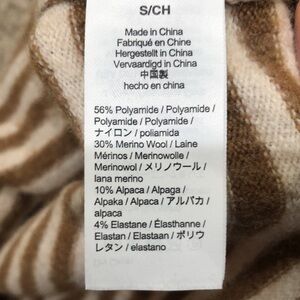 S/CH
Made in China
Fabriqué en Chine
Hergestellt in China
Vervaardigd in China
中国製
hecho en china
56% Polyamide / Polyamide /
Polyamide / Polyamide /
ナイロン / poliamida
30% Merino Wool / Laine
Mérinos / Merinowolle /
Merinowol / メリノウール /
lana merino
10% Alpaca / Alpaga /
Alpaka / Alpaca / アルパカ /
alpaca
4% Elastane / Élasthanne /
Elastan / Elastaan / ポリウ
レタン / elastano